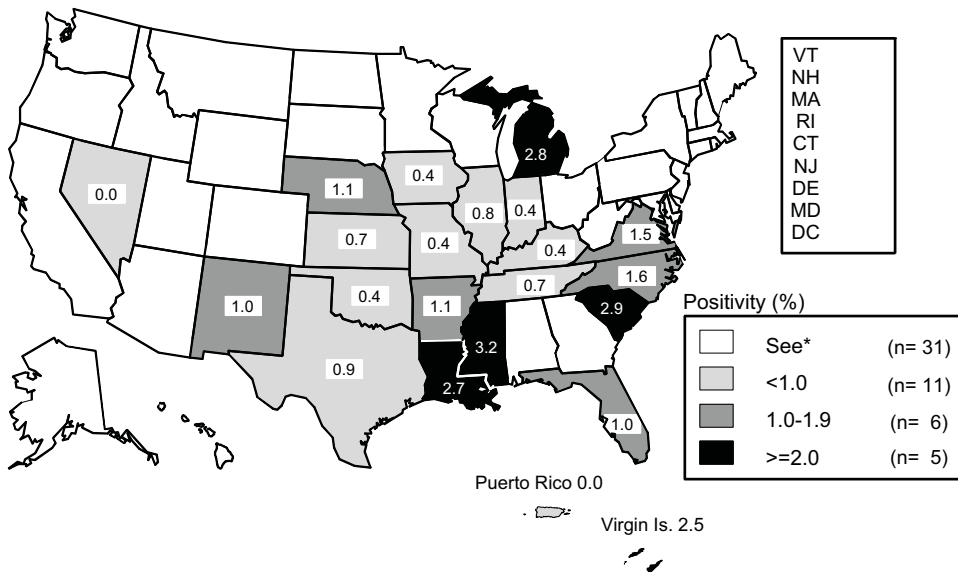 VT
NH
MA
RI
CT
NJ
DE
MD
DC
2.8
0.0
1.1
0.4
0.8
0.4
0.7
0.4
0.4
1.5
1.0
0.4
1.1
0.7
1.6
2.9
3.2
0.9
2.7
1.0
Positivity (%)
See* (n= 31)
<1.0 (n= 11)
1.0-1.9 (n= 6)
>=2.0 (n= 5)
Puerto Rico 0.0
Virgin Is. 2.5